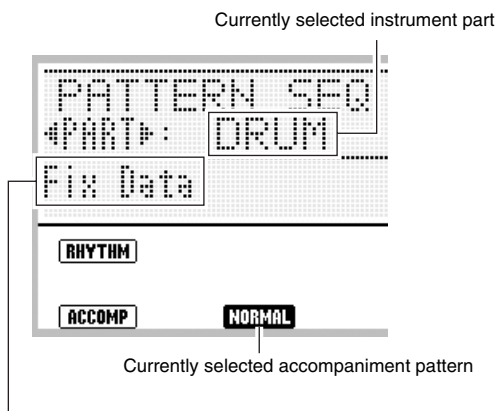 Currently selected instrument part
PATTERN SEQ
◀PART▶: DRUM
Fix Data
RHYTHM
ACCOMP NORMAL
Currently selected accompaniment pattern